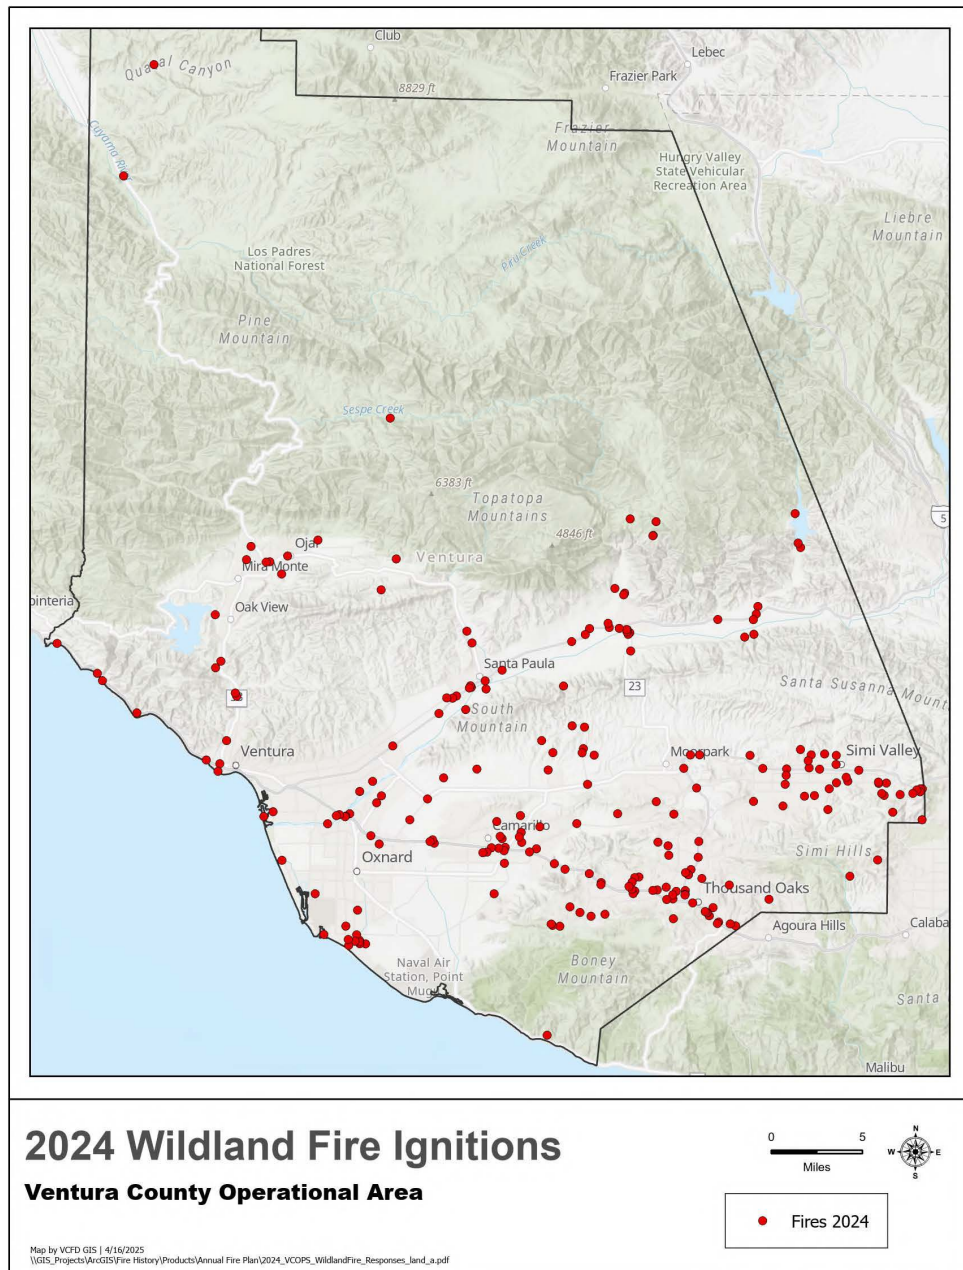 Club
Lebec
Quatal Canyon
Frazier Park
8829 ft
Frazier
Mountain
Cuyama River
Hungry Valley
State Vehicular
Recreation Area
Liebre
Mountain
Los Padres
National Forest
Piru Creek
Pine
Mountain
Sespe Creek
6383 ft
Topatopa
Mountains
5
4846 ft
Ojai
Ventura
Mira Monte
pinteria
Oak View
Santa Paula
23
Santa Susanna Mount
33
South
Mountain
Ventura
Moorpark
Simi Valley
Camarillo
Simi Hills
Oxnard
Thousand Oaks
Agoura Hills
Calaba
Naval Air
Station, Point
Mugu
Boney
Mountain
Santa
Malibu
2024 Wildland Fire Ignitions
Ventura County Operational Area
0 5
Miles
N
W E
S
Fires 2024
Map by VCFD GIS | 4/16/2025
\\GIS_Projects\ArcGIS\Fire History\Products\Annual Fire Plan\2024_VCOPS_WildlandFire_Responses_land_a.pdf